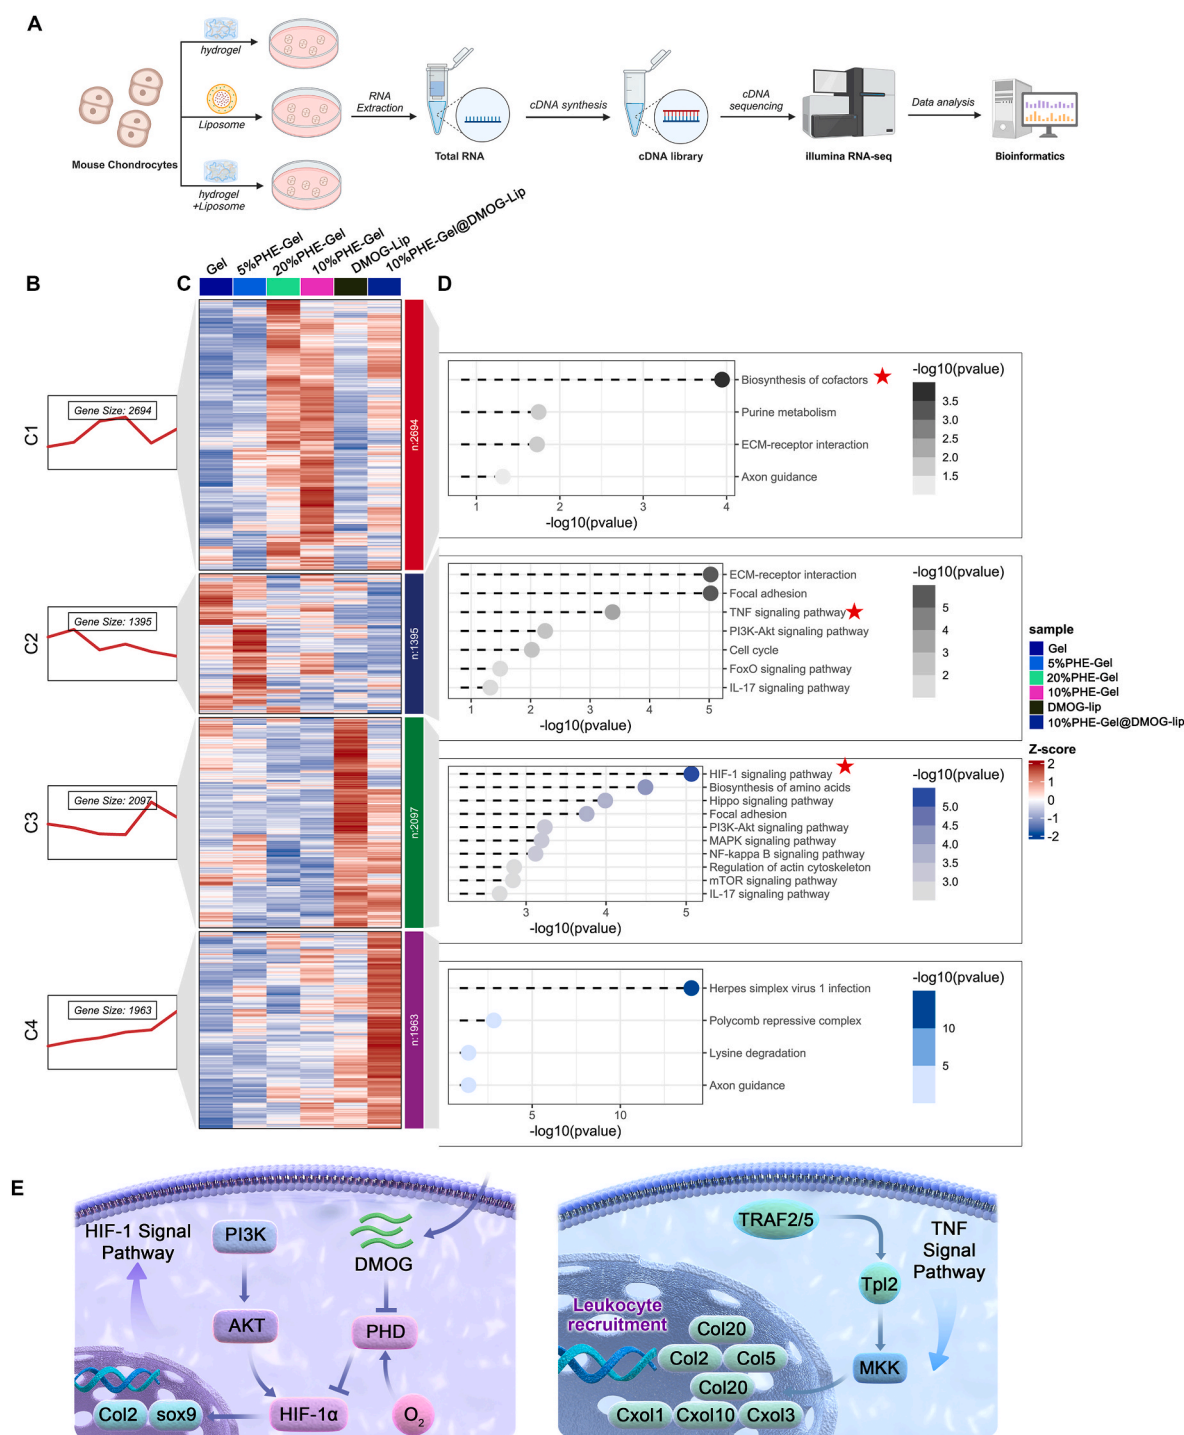 A
hydrogel
Liposome
hydrogel
+Liposome
Mouse Chondrocytes
RNA
Extraction
Total RNA
cDNA synthesis
cDNA library
cDNA
sequencing
illumina RNA-seq
Data analysis
Bioinformatics
B
C
D
Gel
5%PHE-Gel
20%PHE-Gel
10%PHE-Gel
DMOG-Lip
10%PHE-Gel@DMOG-Lip
C1
Gene Size: 2694
n:2694
Biosynthesis of cofactors
Purine metabolism
ECM-receptor interaction
Axon guidance
1 2 3 4
-log10(pvalue)
-log10(pvalue)
3.5
3.0
2.5
2.0
1.5
C2
Gene Size: 1395
n:1395
ECM-receptor interaction
Focal adhesion
TNF signaling pathway
PI3K-Akt signaling pathway
Cell cycle
FoxO signaling pathway
IL-17 signaling pathway
1 2 3 4 5
-log10(pvalue)
-log10(pvalue)
5
4
3
2
C3
Gene Size: 2097
n:2097
HIF-1 signaling pathway
Biosynthesis of amino acids
Hippo signaling pathway
Focal adhesion
PI3K-Akt signaling pathway
MAPK signaling pathway
NF-kappa B signaling pathway
Regulation of actin cytoskeleton
mTOR signaling pathway
IL-17 signaling pathway
3 4 5
-log10(pvalue)
-log10(pvalue)
5.0
4.5
4.0
3.5
3.0
C4
Gene Size: 1963
n:1963
Herpes simplex virus 1 infection
Polycomb repressive complex
Lysine degradation
Axon guidance
5 10
-log10(pvalue)
-log10(pvalue)
10
5
sample
Gel
5%PHE-Gel
20%PHE-Gel
10%PHE-Gel
DMOG-lip
10%PHE-Gel@DMOG-lip
Z-score
2
1
0
-1
-2
E
HIF-1 Signal
Pathway
PI3K
AKT
DMOG
PHD
HIF-1α
O2
Col2
sox9
TRAF2/5
Tpl2
MKK
TNF
Signal
Pathway
Leukocyte
recruitment
Col20
Col2 Col5
Col20
Cxol1 Cxol10 Cxol3